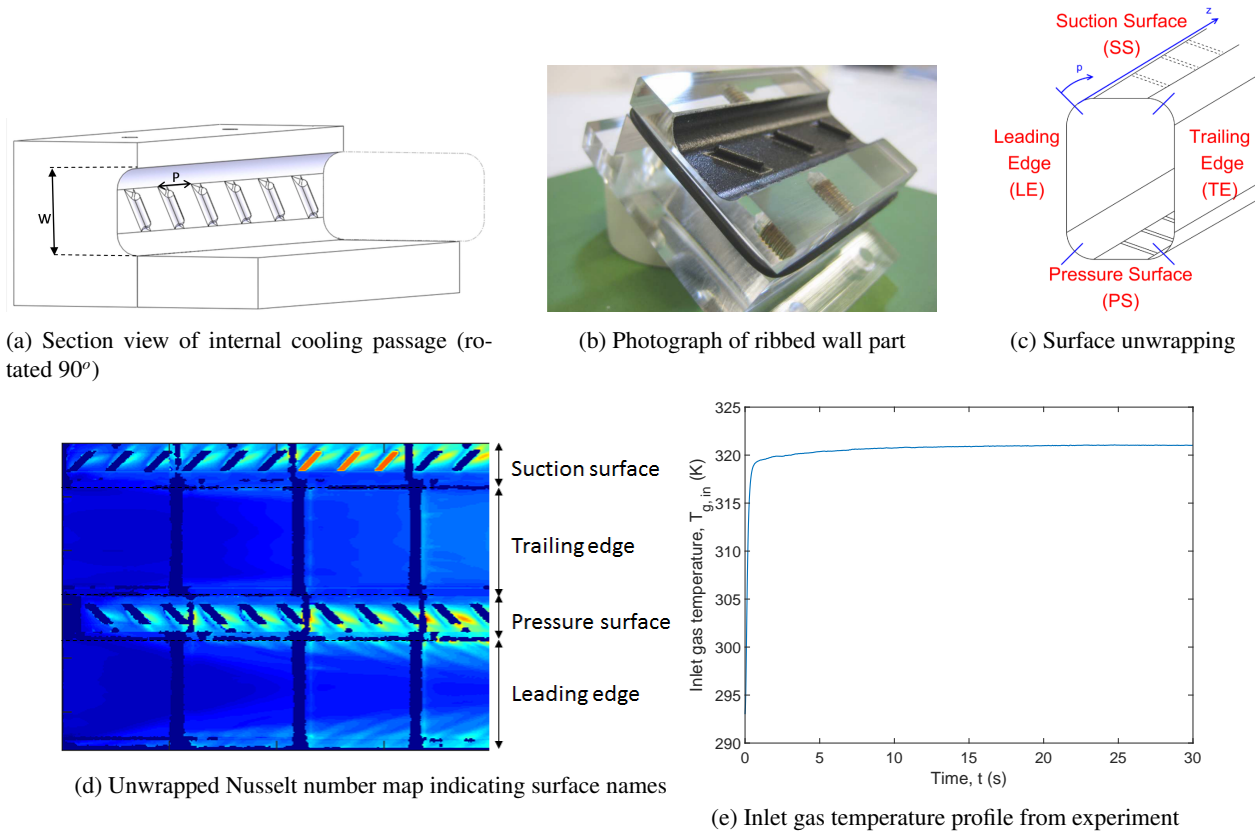 W
P
(a) Section view of internal cooling passage (ro-
tated 90°)
(b) Photograph of ribbed wall part
Suction Surface
(SS)
z
p
Leading
Edge
(LE)
Trailing
Edge
(TE)
Pressure Surface
(PS)
(c) Surface unwrapping
Suction surface
Trailing edge
Pressure surface
Leading edge
(d) Unwrapped Nusselt number map indicating surface names
325
320
315
310
305
300
295
290
Inlet gas temperature, T_g, in (K)
0
5
10
15
20
25
30
Time, t (s)
(e) Inlet gas temperature profile from experiment